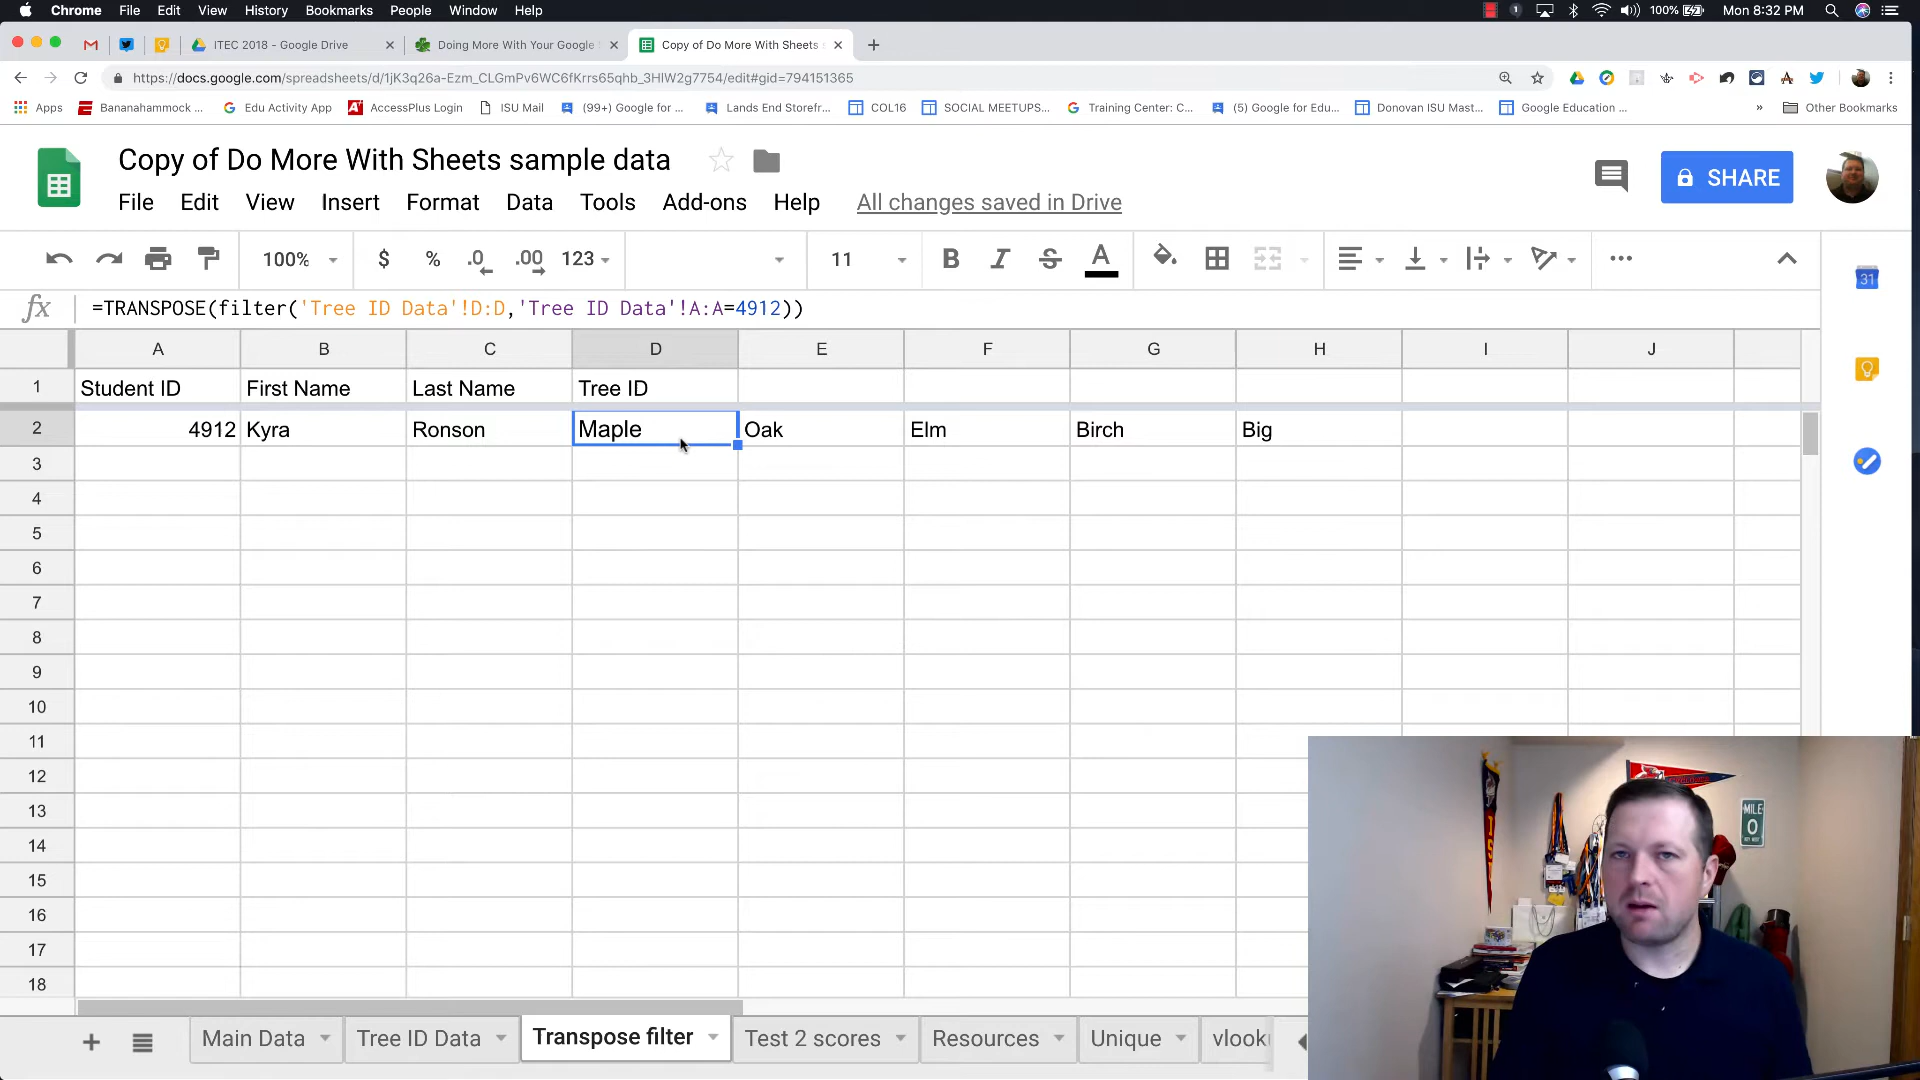 Chrome File Edit View History Bookmarks People Window Help 1 100% Mon 8:32 PM
ITEC 2018 - Google Drive Doing More With Your Google Copy of Do More With Sheets
https://docs.google.com/spreadsheets/d/1jK3q26a-Ezm_CLGmPv6WC6fKrrs65qhb_3HIW2g7754/edit#gid=794151365
Apps Bananahammock ... Edu Activity App AccessPlus Login ISU Mail (99+) Google for ... Lands End Storefr... COL16 SOCIAL MEETUPS... Training Center: C... (5) Google for Edu... Donovan ISU Mast... Google Education ... » Other Bookmarks
Copy of Do More With Sheets sample data
SHARE
File Edit View Insert Format Data Tools Add-ons Help All changes saved in Drive
100% $ % .0 .00 123 11 B I S A
31
fx =TRANSPOSE(filter('Tree ID Data'!D:D,'Tree ID Data'!A:A=4912))
A B C D E F G H I J
1 Student ID First Name Last Name Tree ID
2 4912 Kyra Ronson Maple Oak Elm Birch Big
3
4
5
6
7
8
9
10
11
12
13
14
15
16
17
18
MILE
0
Main Data Tree ID Data Transpose filter Test 2 scores Resources Unique vlook